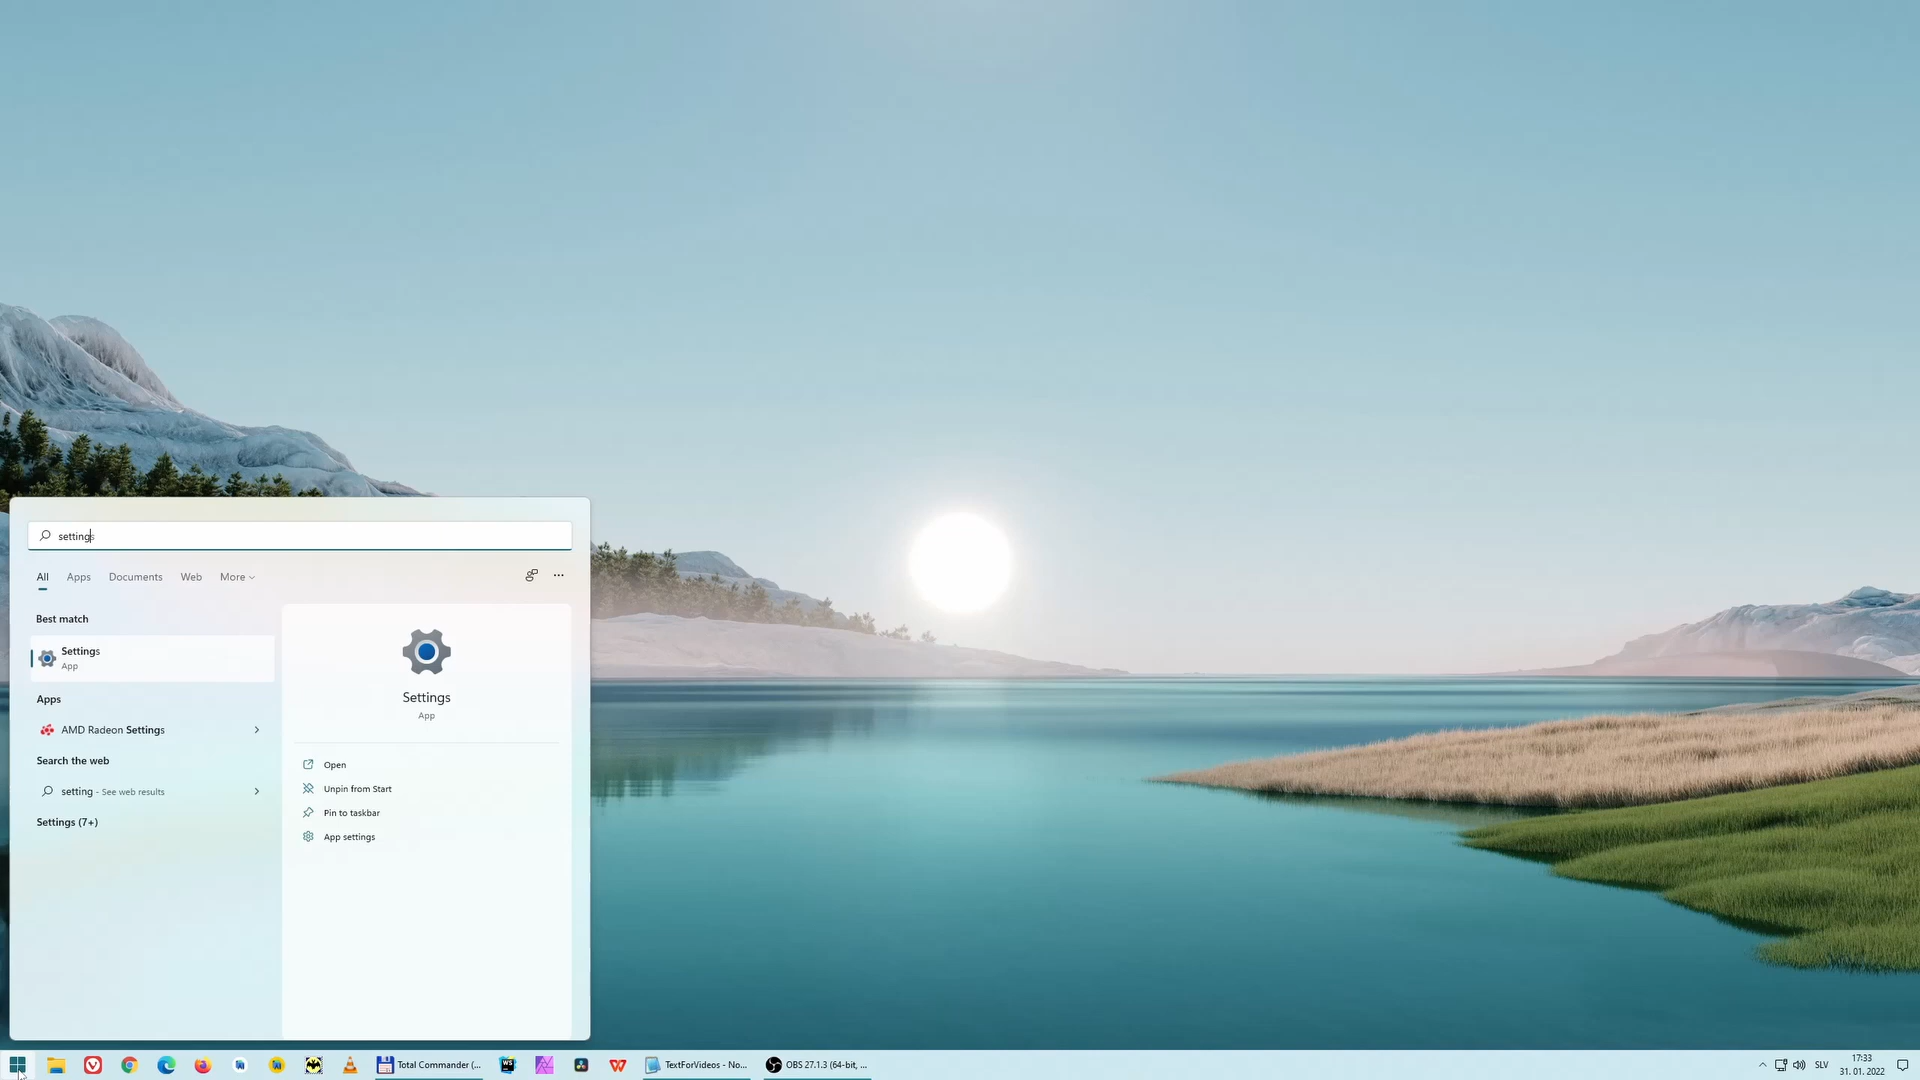 settings
All Apps Documents Web More
Best match
Settings
App
Apps
AMD Radeon Settings
Search the web
setting - See web results
Settings (7+)
Settings
App
Open
Unpin from Start
Pin to taskbar
App settings
Total Commander (...
WS
TextForVideos - No...
OBS 27.1.3 (64-bit, ...
SLV
17:33
31. 01. 2022